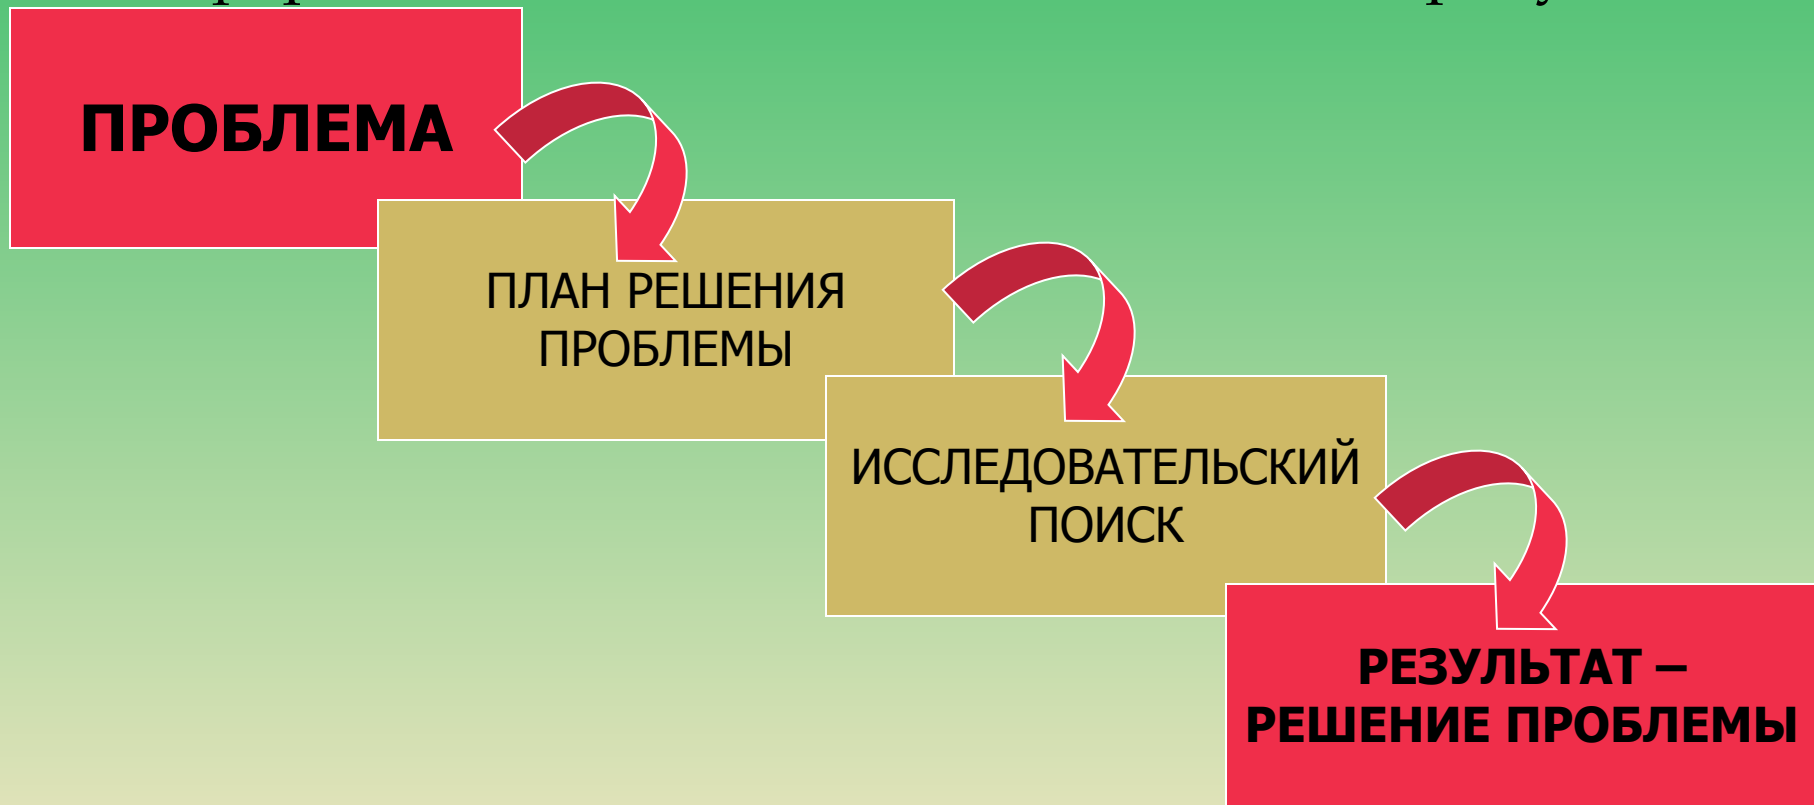 ПРОБЛЕМА
ПЛАН РЕШЕНИЯ
ПРОБЛЕМЫ
ИССЛЕДОВАТЕЛЬСКИЙ
ПОИСК
РЕЗУЛЬТАТ –
РЕШЕНИЕ ПРОБЛЕМЫ